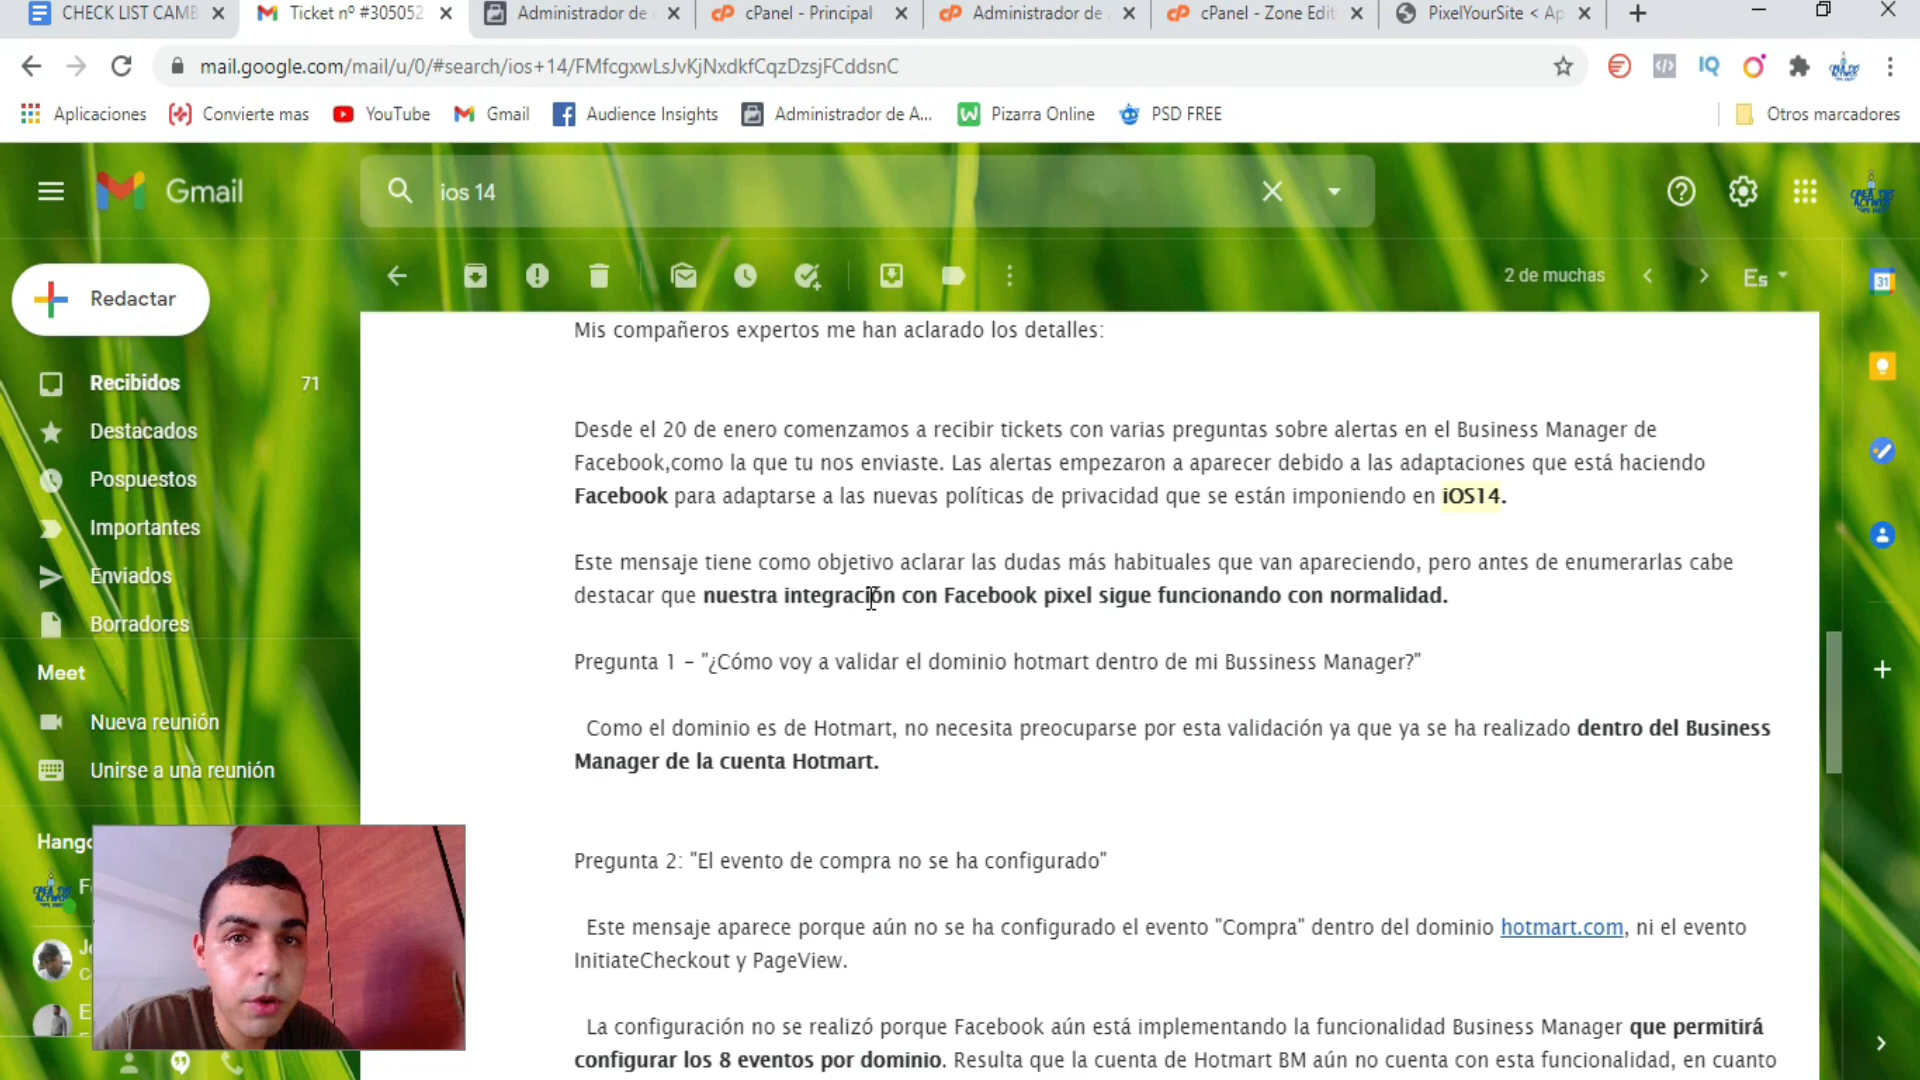 CHECK LIST CAMB
Ticket nº #305052
Administrador de
cPanel - Principal
Administrador de
cPanel - Zone Edit
PixelYourSite < Ap
mail.google.com/mail/u/0/#search/ios+14/FMfcgxwLsJvKjNxdkfCqzDzsjFCddsnC
IQ
Aplicaciones
Convierte mas
YouTube
Gmail
Audience Insights
Administrador de A...
Pizarra Online
PSD FREE
Otros marcadores
Gmail
ios 14
CREA TUS
ACTIVOS
Redactar
2 de muchas
Es
31
Recibidos 71
Destacados
Pospuestos
Importantes
Enviados
Borradores
Meet
Nueva reunión
Unirse a una reunión
Hango
Mis compañeros expertos me han aclarado los detalles:
Desde el 20 de enero comenzamos a recibir tickets con varias preguntas sobre alertas en el Business Manager de
Facebook,como la que tu nos enviaste. Las alertas empezaron a aparecer debido a las adaptaciones que está haciendo
Facebook para adaptarse a las nuevas políticas de privacidad que se están imponiendo en iOS14.
Este mensaje tiene como objetivo aclarar las dudas más habituales que van apareciendo, pero antes de enumerarlas cabe
destacar que nuestra integración con Facebook pixel sigue funcionando con normalidad.
Pregunta 1 – "¿Cómo voy a validar el dominio hotmart dentro de mi Bussiness Manager?"
Como el dominio es de Hotmart, no necesita preocuparse por esta validación ya que ya se ha realizado dentro del Business
Manager de la cuenta Hotmart.
Pregunta 2: "El evento de compra no se ha configurado"
Este mensaje aparece porque aún no se ha configurado el evento "Compra" dentro del dominio hotmart.com, ni el evento
InitiateCheckout y PageView.
La configuración no se realizó porque Facebook aún está implementando la funcionalidad Business Manager que permitirá
configurar los 8 eventos por dominio. Resulta que la cuenta de Hotmart BM aún no cuenta con esta funcionalidad, en cuanto